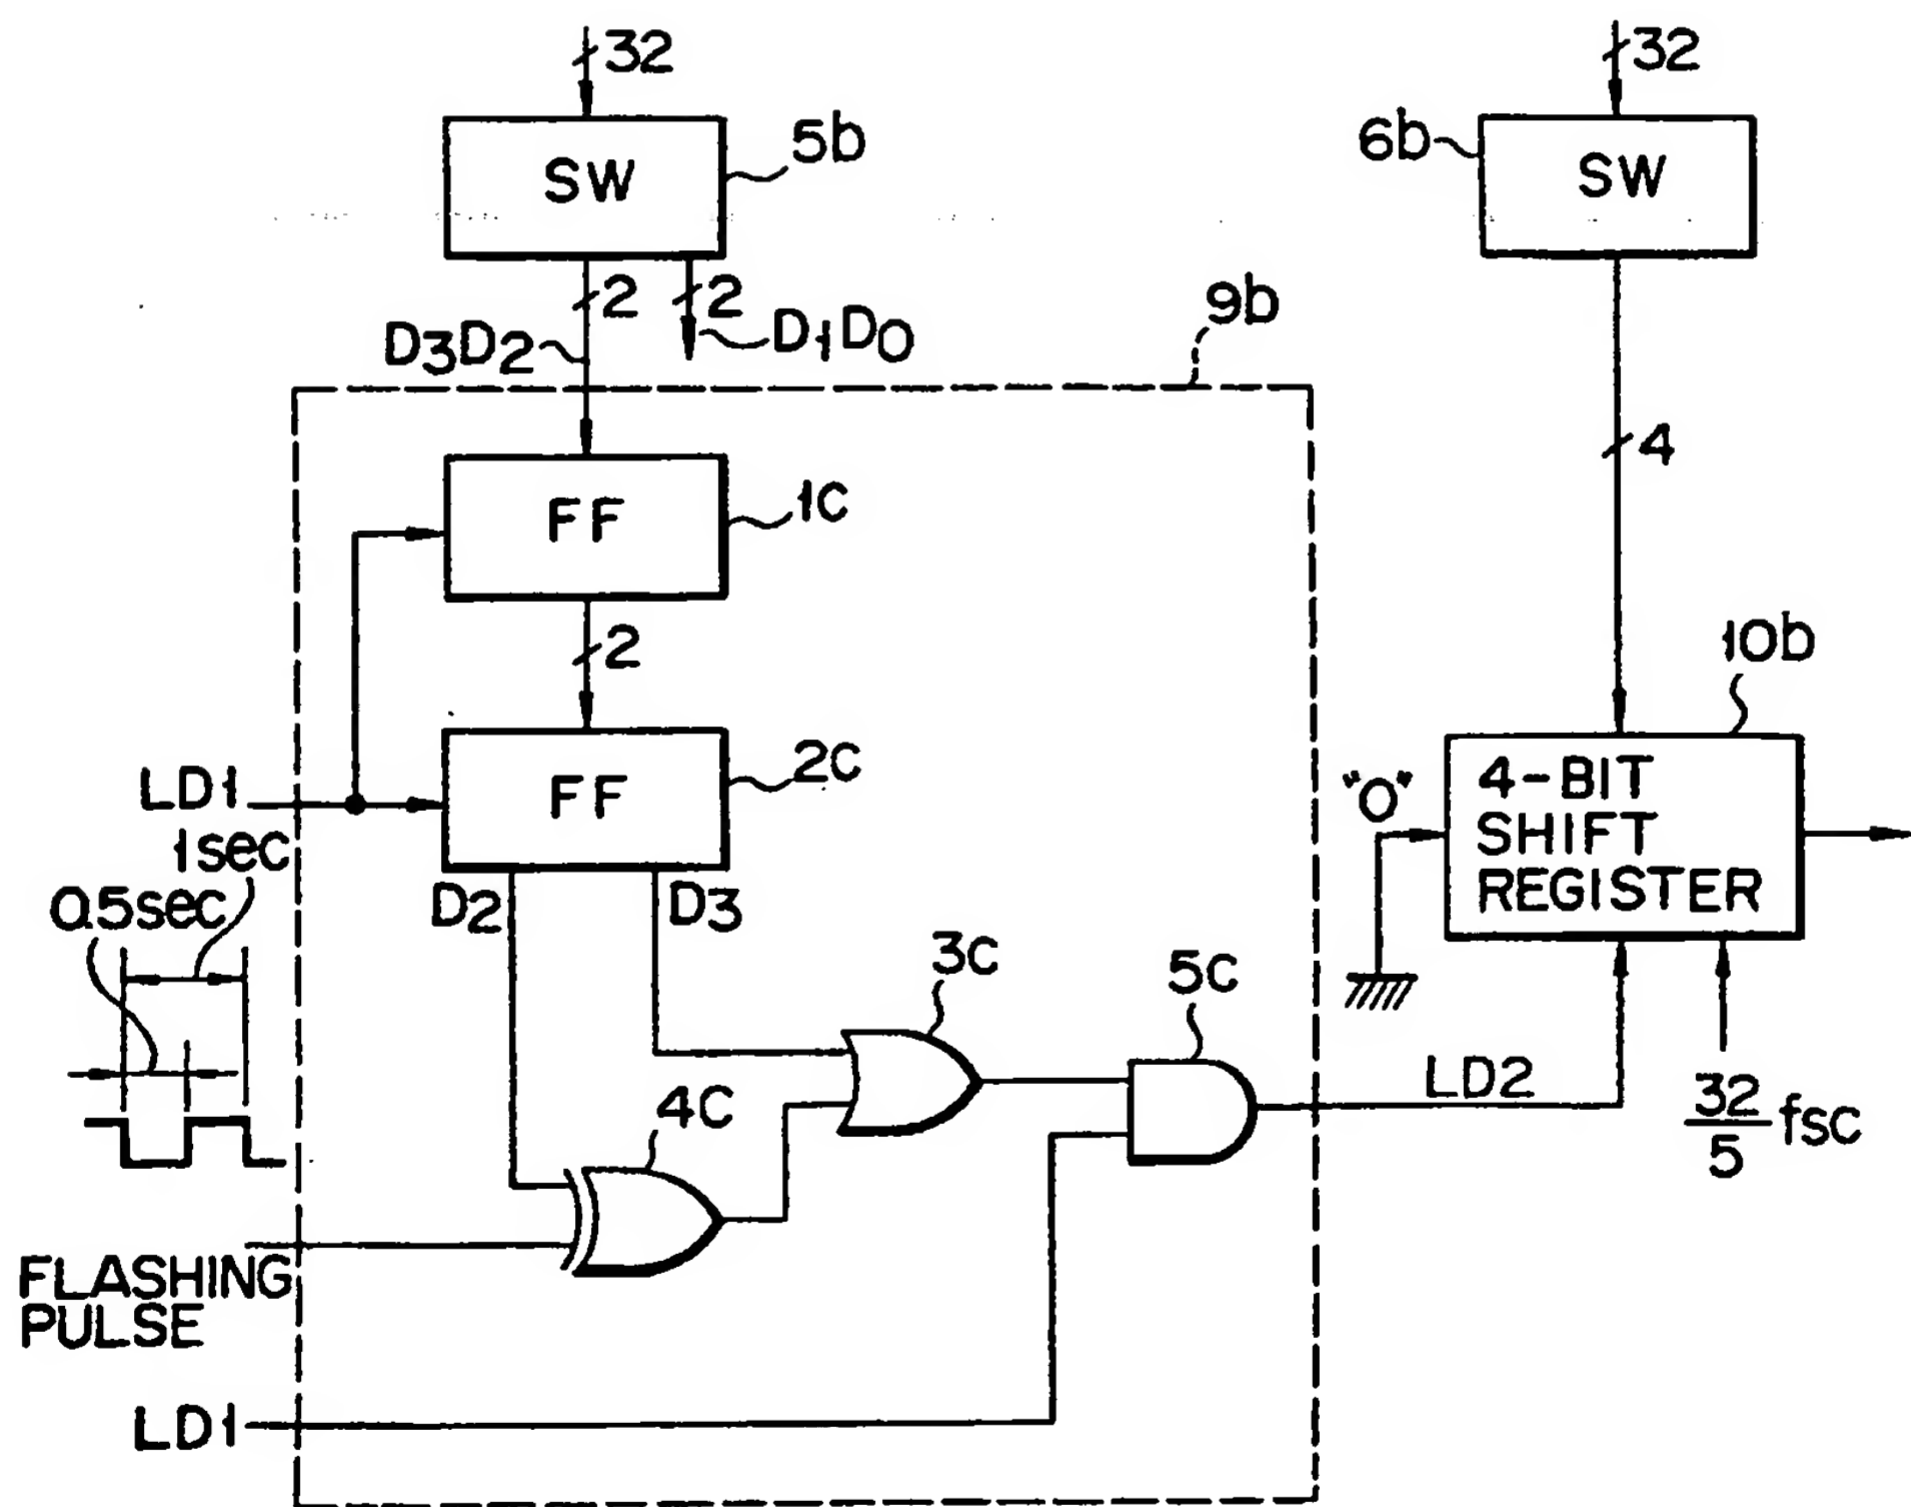 32
32
SW
5b
6b
SW
2
2
9b
D3D2
D1D0
4
FF
1c
2
10b
FF
2c
LD1
"0"
4-BIT
SHIFT
REGISTER
1sec
0.5sec
D2
D3
3c
5c
4c
LD2
32/5 fsc
FLASHING
PULSE
LD1